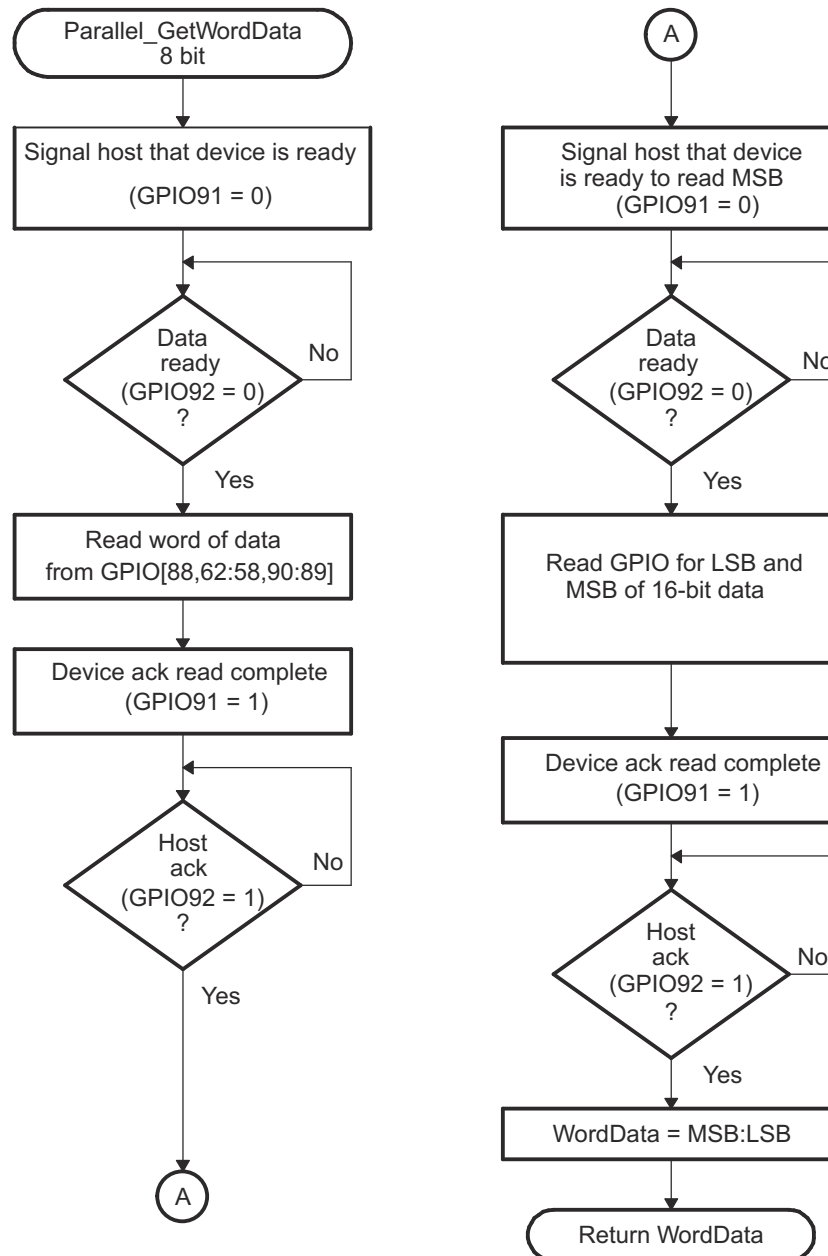 Parallel_GetWordData
8 bit
Signal host that device is ready
(GPIO91 = 0)
Data
ready
(GPIO92 = 0)
?
No
Yes
Read word of data
from GPIO[88,62:58,90:89]
Device ack read complete
(GPIO91 = 1)
Host
ack
(GPIO92 = 1)
?
No
Yes
A
A
Signal host that device
is ready to read MSB
(GPIO91 = 0)
Data
ready
(GPIO92 = 0)
?
No
Yes
Read GPIO for LSB and
MSB of 16-bit data
Device ack read complete
(GPIO91 = 1)
Host
ack
(GPIO92 = 1)
?
No
Yes
WordData = MSB:LSB
Return WordData